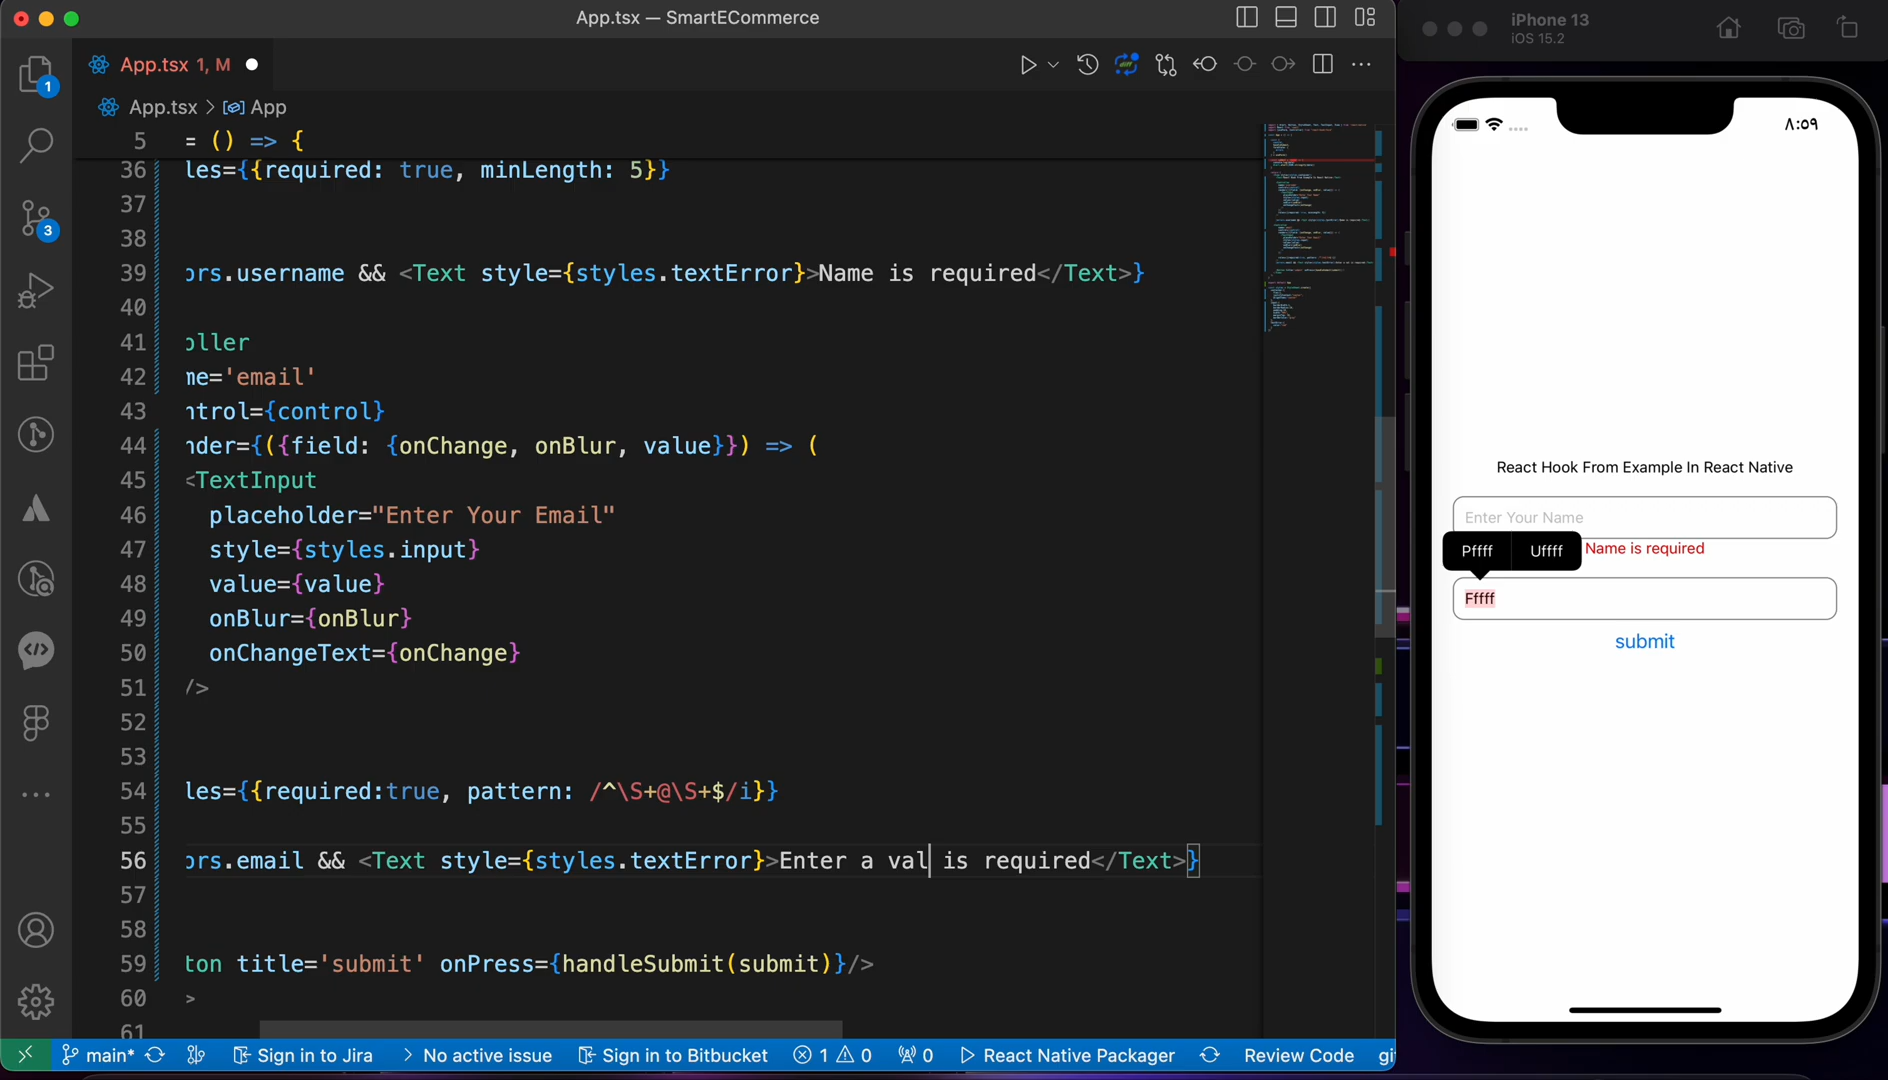 App.tsx — SmartECommerce
App.tsx 1, M
App.tsx > App
5 = () => {
36 les={{required: true, minLength: 5}}
37
38
39 ors.username && <Text style={styles.textError}>Name is required</Text>}
40
41 oller
42 me='email'
43 ntrol={control}
44 nder={({field: {onChange, onBlur, value}}) => (
45 <TextInput
46 placeholder="Enter Your Email"
47 style={styles.input}
48 value={value}
49 onBlur={onBlur}
50 onChangeText={onChange}
51 />
52
53
54 les={{required:true, pattern: /^\S+@\S+$/i}}
55
56 ors.email && <Text style={styles.textError}>Enter a val is required</Text>}
57
58
59 ton title='submit' onPress={handleSubmit(submit)}/>
60 >
61
1
3
main* Sign in to Jira > No active issue Sign in to Bitbucket 1 0 0 React Native Packager Review Code gi
iPhone 13
iOS 15.2
٨:٥٩
React Hook From Example In React Native
Enter Your Name
Pffff Uffff
Name is required
Fffff
submit